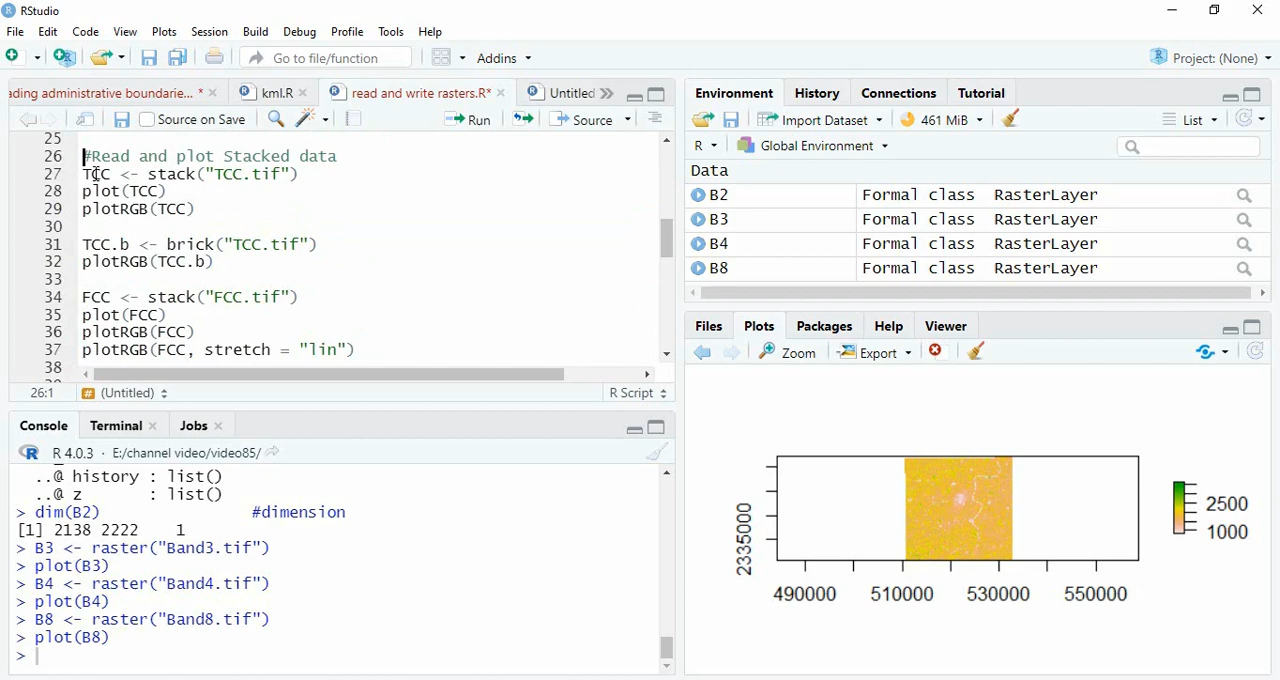 RStudio
File Edit Code View Plots Session Build Debug Profile Tools Help
Go to file/function Addins Project: (None)
ading administrative boundarie... * kml.R read and write rasters.R* Untitled
Source on Save Run Source
25
26 #Read and plot Stacked data
27 TCC <- stack("TCC.tif")
28 plot(TCC)
29 plotRGB(TCC)
30
31 TCC.b <- brick("TCC.tif")
32 plotRGB(TCC.b)
33
34 FCC <- stack("FCC.tif")
35 plot(FCC)
36 plotRGB(FCC)
37 plotRGB(FCC, stretch = "lin")
38
26:1 # (Untitled) R Script
Console Terminal Jobs
R 4.0.3 · E:/channel video/video85/
..@ history : list()
..@ z : list()
> dim(B2) #dimension
[1] 2138 2222 1
> B3 <- raster("Band3.tif")
> plot(B3)
> B4 <- raster("Band4.tif")
> plot(B4)
> B8 <- raster("Band8.tif")
> plot(B8)
>
Environment History Connections Tutorial
Import Dataset 461 MiB List
R Global Environment
Data
B2 Formal class RasterLayer
B3 Formal class RasterLayer
B4 Formal class RasterLayer
B8 Formal class RasterLayer
Files Plots Packages Help Viewer
Zoom Export
2335000
490000 510000 530000 550000
2500
1000